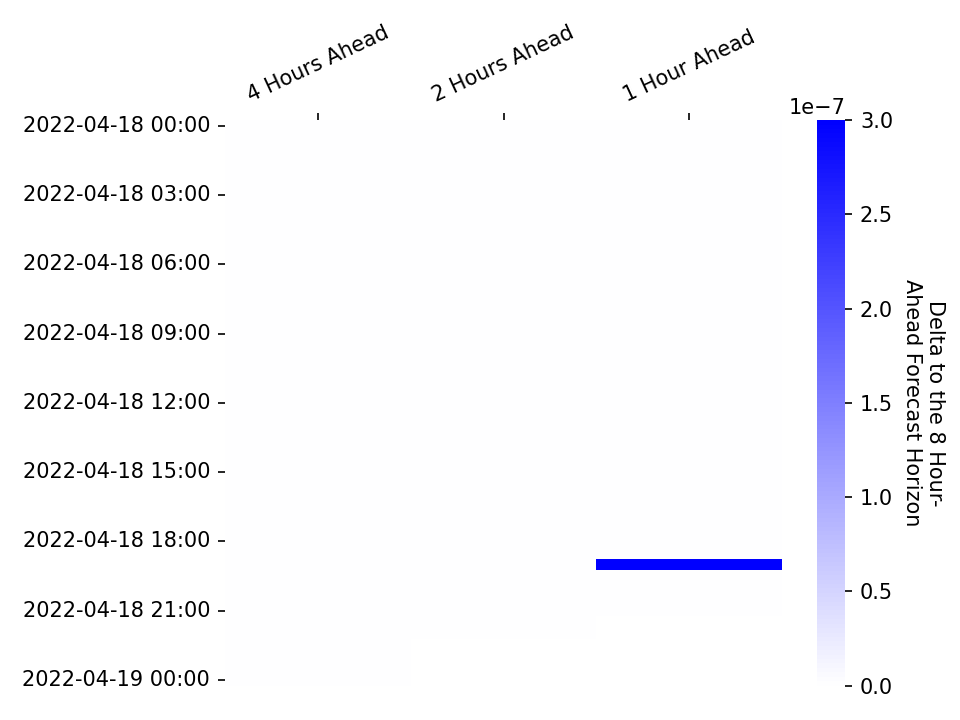 4 Hours Ahead
2 Hours Ahead
1 Hour Ahead
1e−7
2022-04-18 00:00
2022-04-18 03:00
2022-04-18 06:00
2022-04-18 09:00
2022-04-18 12:00
2022-04-18 15:00
2022-04-18 18:00
2022-04-18 21:00
2022-04-19 00:00
3.0
2.5
2.0
1.5
1.0
0.5
0.0
Delta to the 8 Hour-
Ahead Forecast Horizon